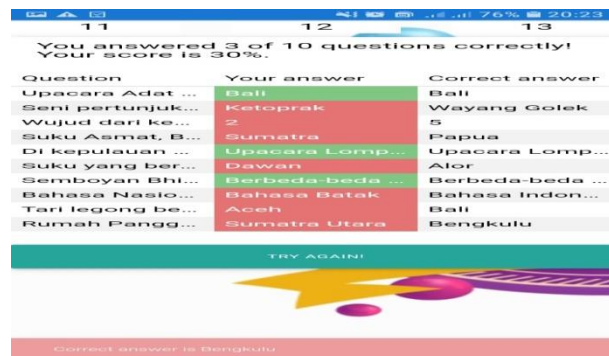 76% 20:23
11 12 13
You answered 3 of 10 questions correctly!
Your score is 30%.
Question Your answer Correct answer
Upacara Adat ... Bali Bali
Seni pertunjuk... Ketoprak Wayang Golek
Wujud dari ke... 2 5
Suku Asmat, B... Sumatra Papua
Di kepulauan ... Upacara Lomp... Upacara Lomp...
Suku yang ber... Dawan Alor
Semboyan Bhi... Berbeda-beda ... Berbeda-beda ...
Bahasa Nasio... Bahasa Batak Bahasa Indon...
Tari legong be... Aceh Bali
Rumah Pangg... Sumatra Utara Bengkulu
TRY AGAIN!
Correct answer is Bengkulu